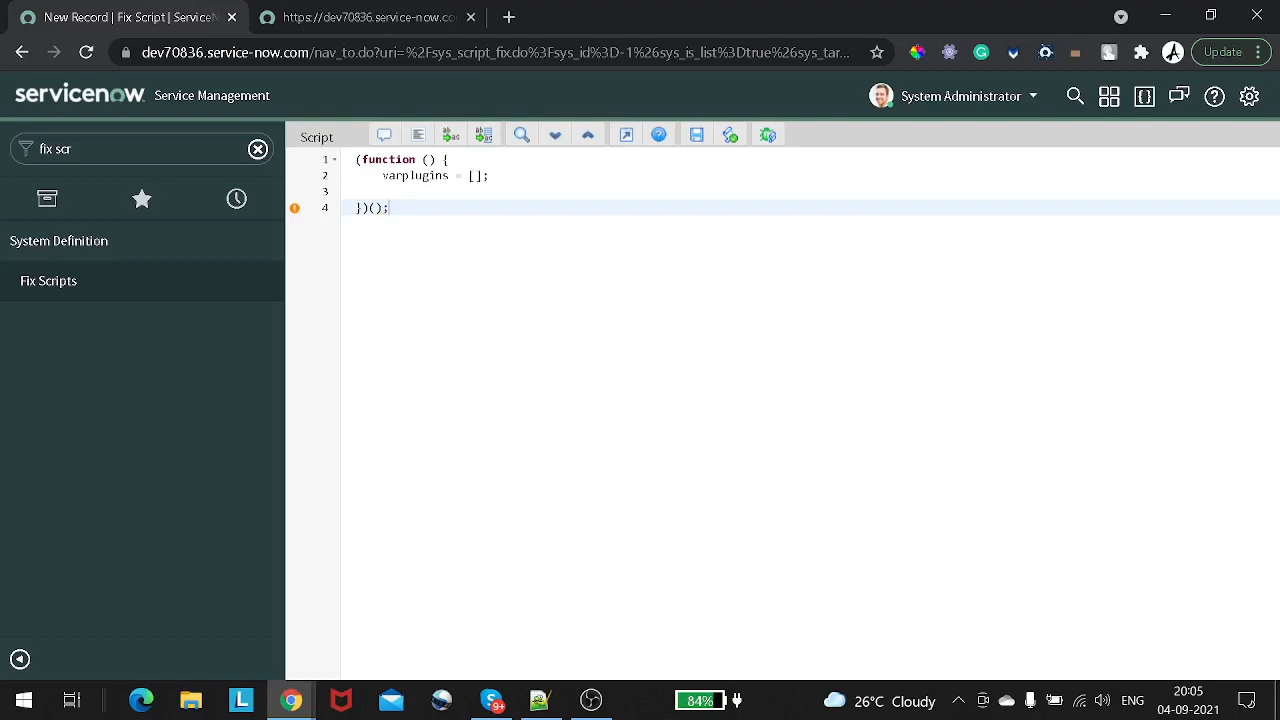 New Record | Fix Script | ServiceN
https://dev70836.service-now.co
dev70836.service-now.com/nav_to.do?uri=%2Fsys_script_fix.do%3Fsys_id%3D-1%26sys_is_list%3Dtrue%26sys_tar...
Update
servicenow Service Management
System Administrator
fix scr
System Definition
Fix Scripts
Script
1 (function () {
2 varplugins = [];
3
4 })();
84%
26°C Cloudy
ENG
20:05
04-09-2021
9+